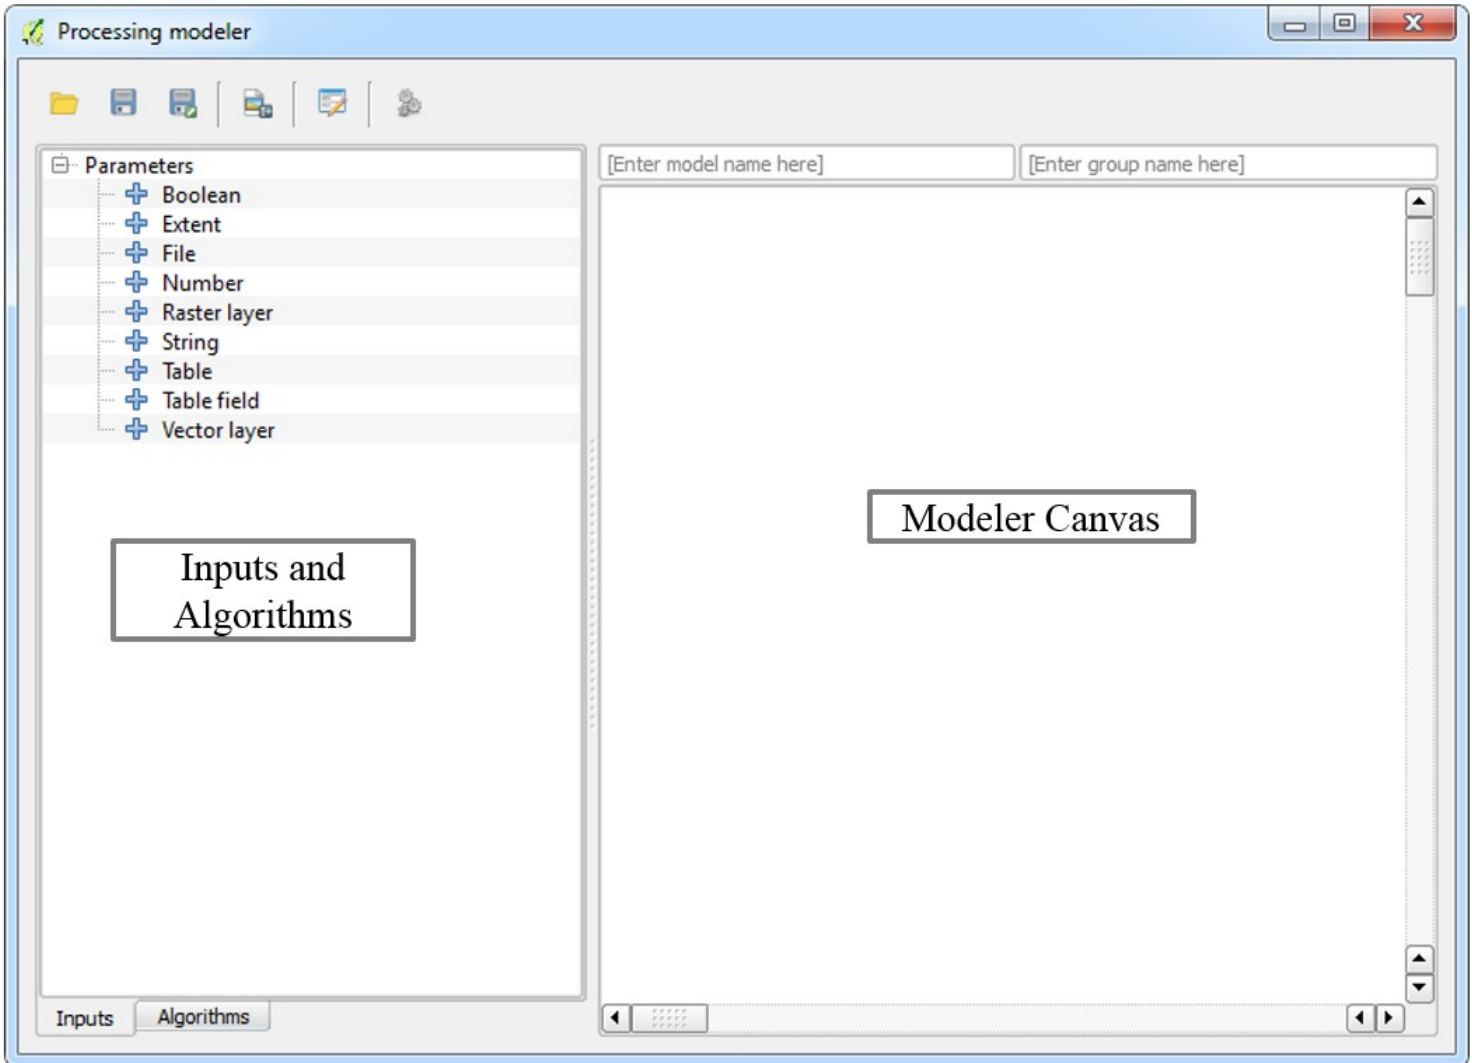 Processing modeler
Parameters
Boolean
Extent
File
Number
Raster layer
String
Table
Table field
Vector layer
Inputs and
Algorithms
Inputs
Algorithms
[Enter model name here]
[Enter group name here]
Modeler Canvas